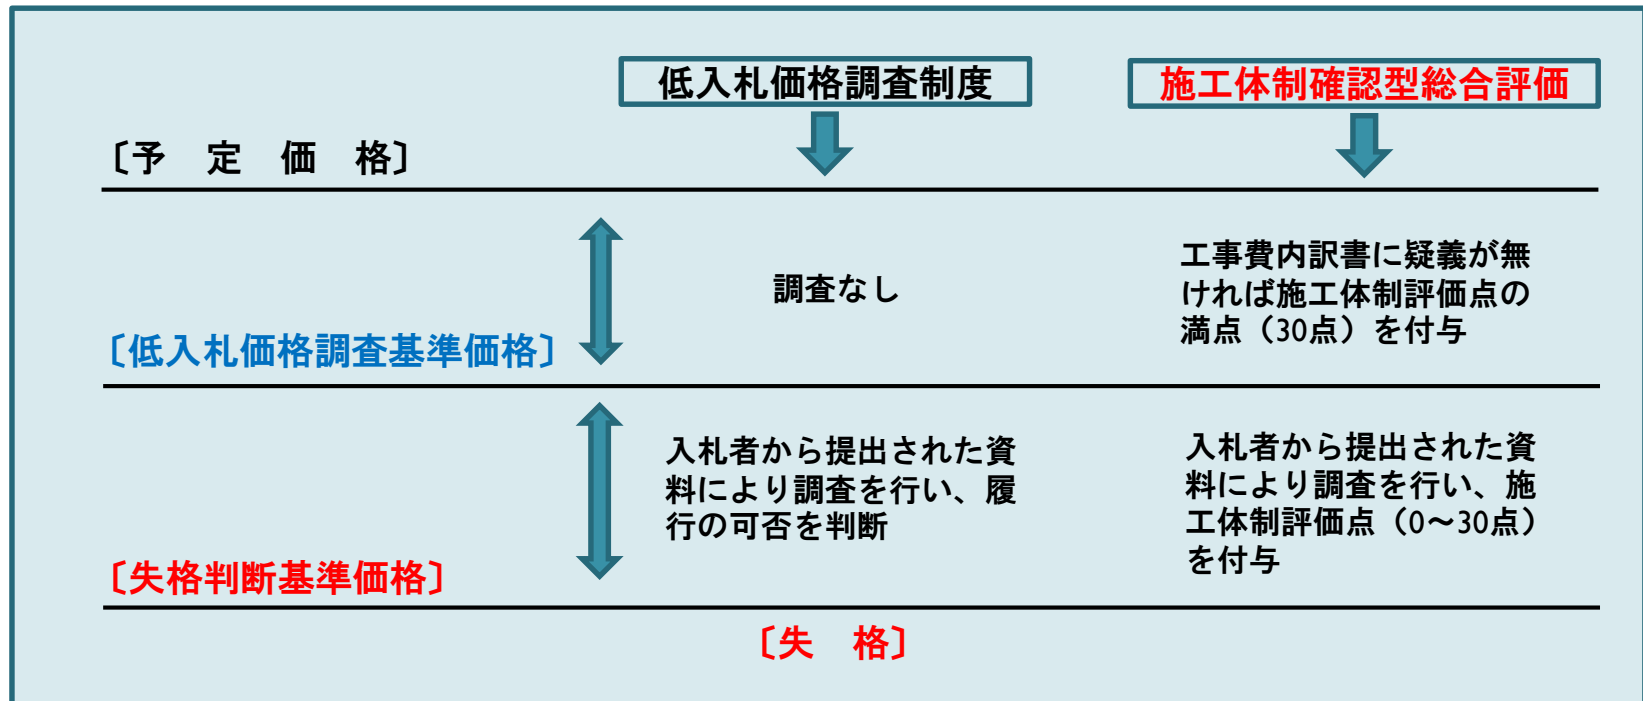 低入札価格調査制度
施工体制確認型総合評価
〔予　定　価　格〕
調査なし
工事費内訳書に疑義が無
ければ施工体制評価点の
満点（30点）を付与
〔低入札価格調査基準価格〕
入札者から提出された資
料により調査を行い、履
行の可否を判断
入札者から提出された資
料により調査を行い、施
工体制評価点（0～30点）
を付与
〔失格判断基準価格〕
〔失　格〕